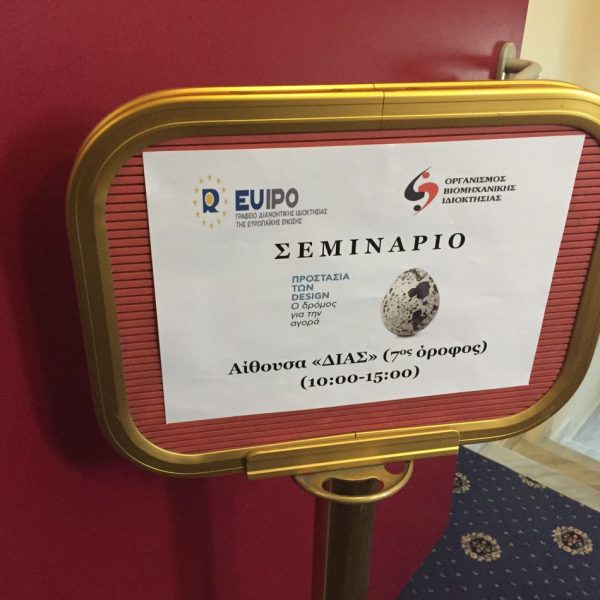 EUIPO
ΓΡΑΦΕΙΟ ΔΙΑΝΟΗΤΙΚΗΣ ΙΔΙΟΚΤΗΣΙΑΣ
ΤΗΣ ΕΥΡΩΠΑΪΚΗΣ ΕΝΩΣΗΣ
ΟΡΓΑΝΙΣΜΟΣ
ΒΙΟΜΗΧΑΝΙΚΗΣ
ΙΔΙΟΚΤΗΣΙΑΣ
ΣΕΜΙΝΑΡΙΟ
ΠΡΟΣΤΑΣΙΑ
ΤΩΝ
DESIGN
Ο δρόμος
για την
αγορά
Αίθουσα «ΔΙΑΣ» (7ος όροφος)
(10:00-15:00)